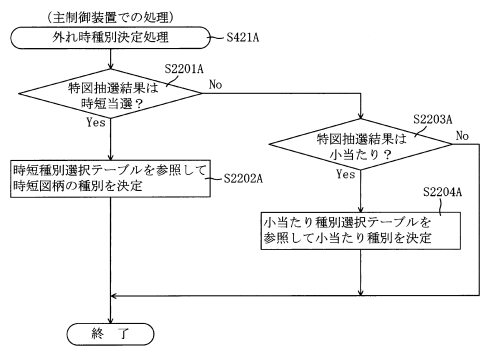 (主制御装置での処理)
外れ時種別決定処理
S421A
特図抽選結果は
時短当選？
S2201A
No
Yes
特図抽選結果は
小当たり？
S2203A
No
Yes
時短種別選択テーブルを参照して
時短図柄の種別を決定
S2202A
小当たり種別選択テーブルを
参照して小当たり種別を決定
S2204A
終 了